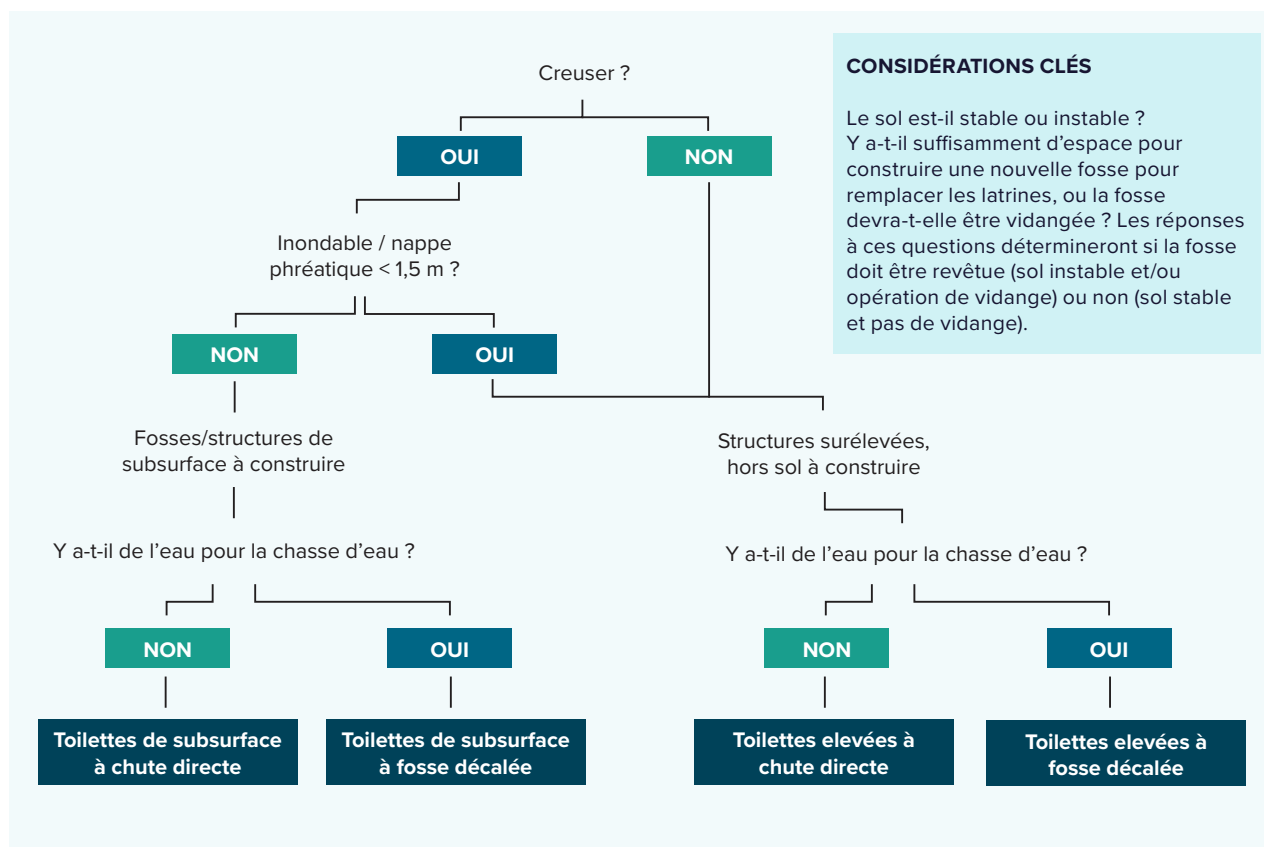 Creuser ?
OUI
NON
Inondable / nappe
phréatique < 1,5 m ?
NON
OUI
Fosses/structures de
subsurface à construire
Structures surélevées,
hors sol à construire
Y a-t-il de l’eau pour la chasse d’eau ?
Y a-t-il de l’eau pour la chasse d’eau ?
NON
OUI
NON
OUI
Toilettes de subsurface
à chute directe
Toilettes de subsurface
à fosse décalée
Toilettes elevées à
chute directe
Toilettes elevées à
fosse décalée
CONSIDÉRATIONS CLÉS
Le sol est-il stable ou instable ?
Y a-t-il suffisamment d’espace pour
construire une nouvelle fosse pour
remplacer les latrines, ou la fosse
devra-t-elle être vidangée ? Les réponses
à ces questions détermineront si la fosse
doit être revêtue (sol instable et/ou
opération de vidange) ou non (sol stable
et pas de vidange).